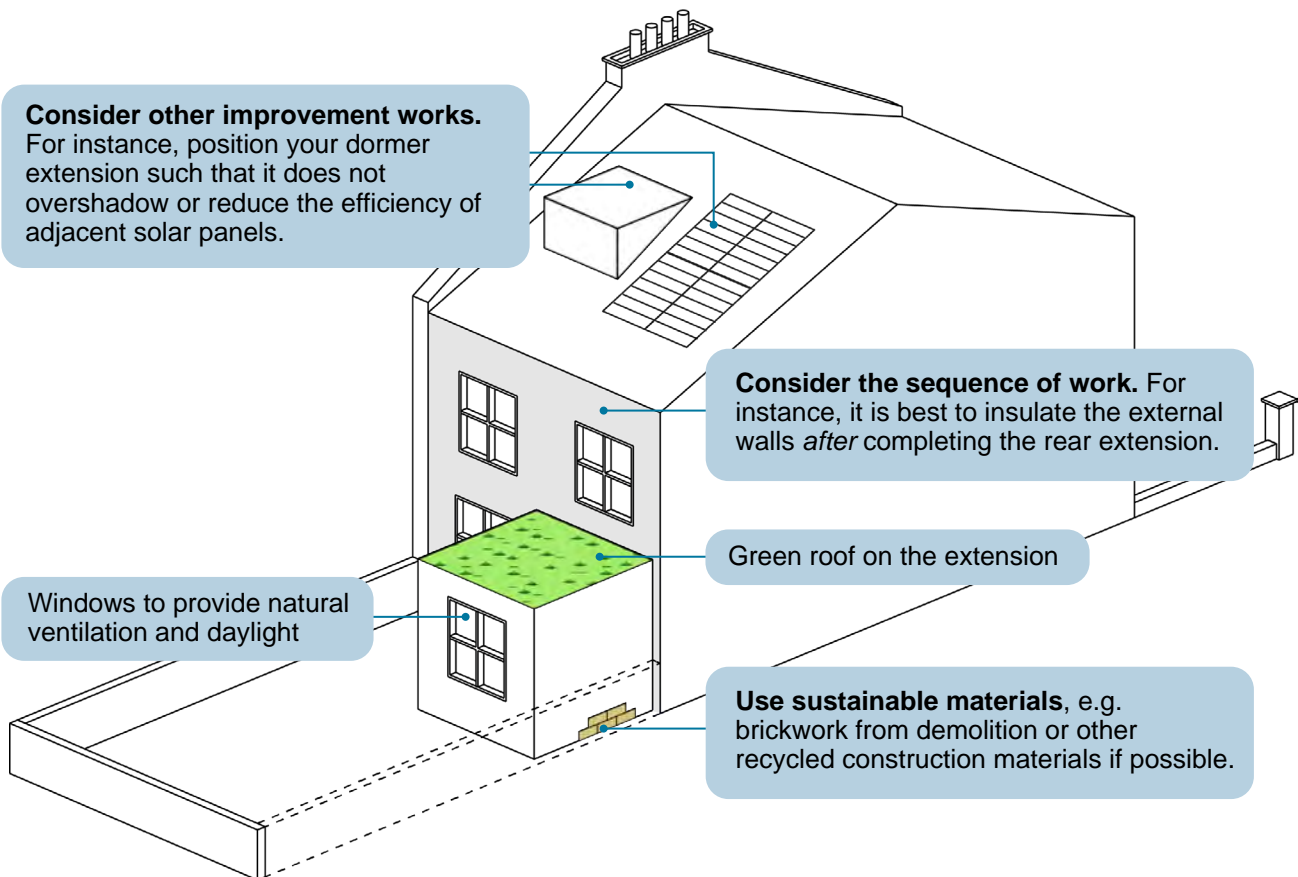 Consider other improvement works.
For instance, position your dormer
extension such that it does not
overshadow or reduce the efficiency of
adjacent solar panels.
Consider the sequence of work. For
instance, it is best to insulate the external
walls after completing the rear extension.
Green roof on the extension
Windows to provide natural
ventilation and daylight
Use sustainable materials, e.g.
brickwork from demolition or other
recycled construction materials if possible.